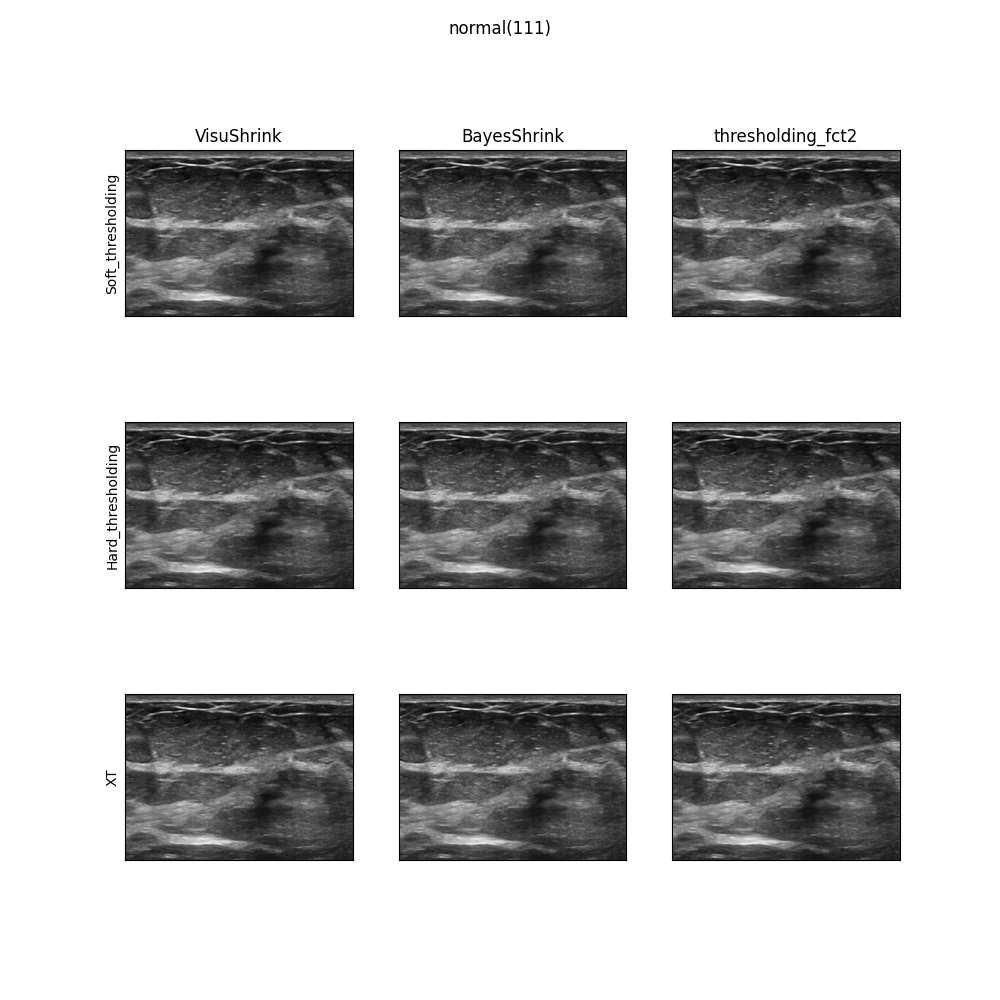 normal(111)
VisuShrink
BayesShrink
thresholding_fct2
Soft_thresholding
Hard_thresholding
XT